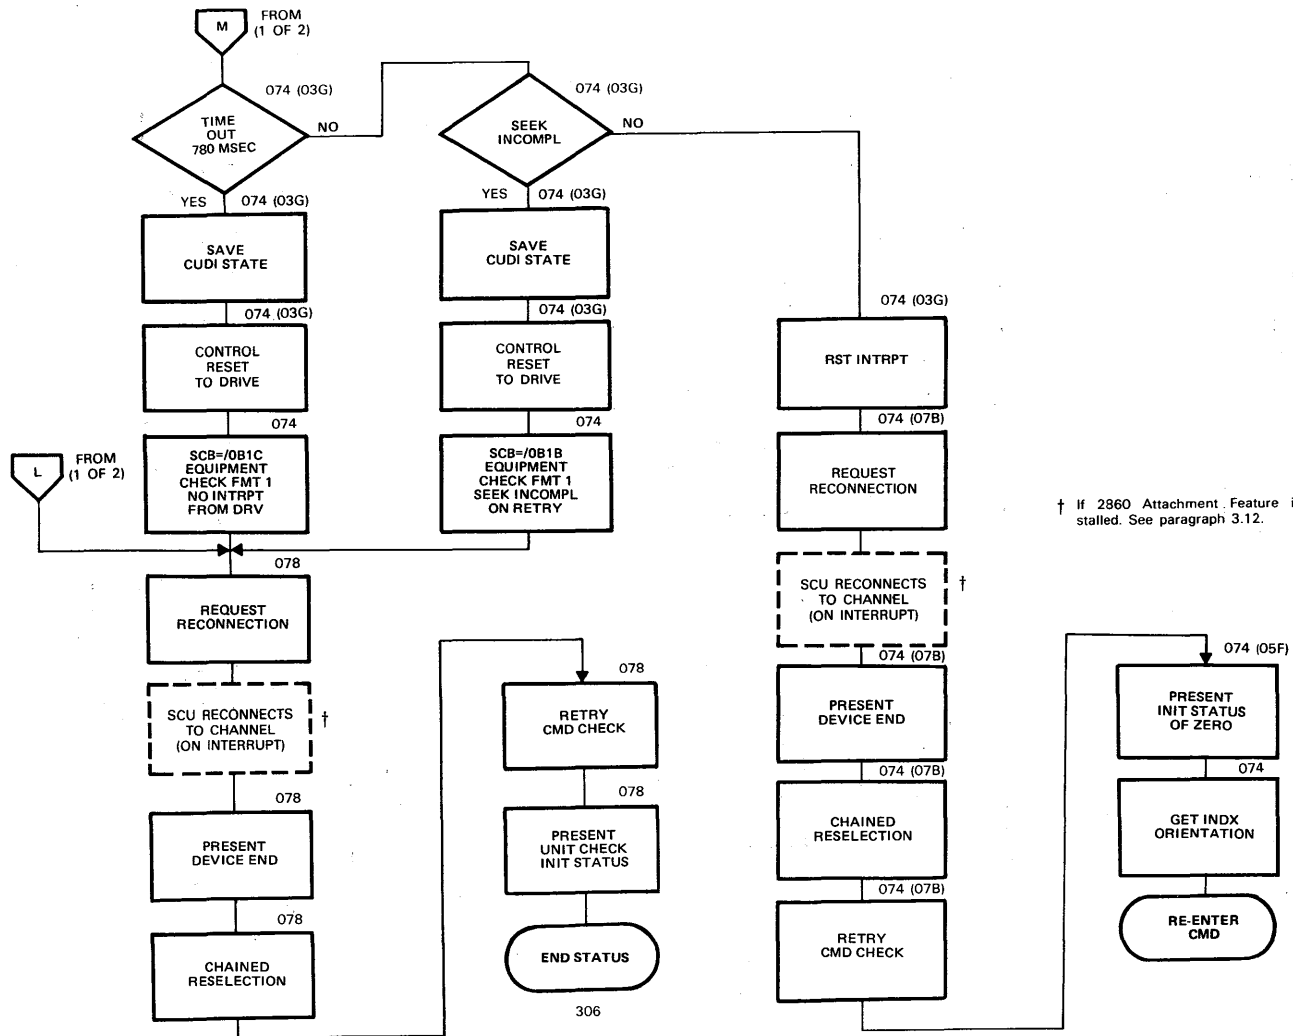 M
FROM
(1 OF 2)
074 (03G)
TIME
OUT
780 MSEC
NO
YES
074 (03G)
SAVE
CUDI STATE
074 (03G)
CONTROL
RESET
TO DRIVE
074
SCB=/0B1C
EQUIPMENT
CHECK FMT 1
NO INTRPT
FROM DRV
L
FROM
(1 OF 2)
078
REQUEST
RECONNECTION
SCU RECONNECTS
TO CHANNEL
(ON INTERRUPT)
†
078
PRESENT
DEVICE END
078
CHAINED
RESELECTION
074 (03G)
SEEK
INCOMPL
NO
YES
074 (03G)
SAVE
CUDI STATE
074 (03G)
CONTROL
RESET
TO DRIVE
074
SCB=/0B1B
EQUIPMENT
CHECK FMT 1
SEEK INCOMPL
ON RETRY
078
RETRY
CMD CHECK
078
PRESENT
UNIT CHECK
INIT STATUS
END STATUS
306
074 (03G)
RST INTRPT
074 (07B)
REQUEST
RECONNECTION
SCU RECONNECTS
TO CHANNEL
(ON INTERRUPT)
†
074 (07B)
PRESENT
DEVICE END
074 (07B)
CHAINED
RESELECTION
074 (07B)
RETRY
CMD CHECK
† If 2860 Attachment Feature i
stalled. See paragraph 3.12.
074 (05F)
PRESENT
INIT STATUS
OF ZERO
074
GET INDX
ORIENTATION
RE-ENTER
CMD